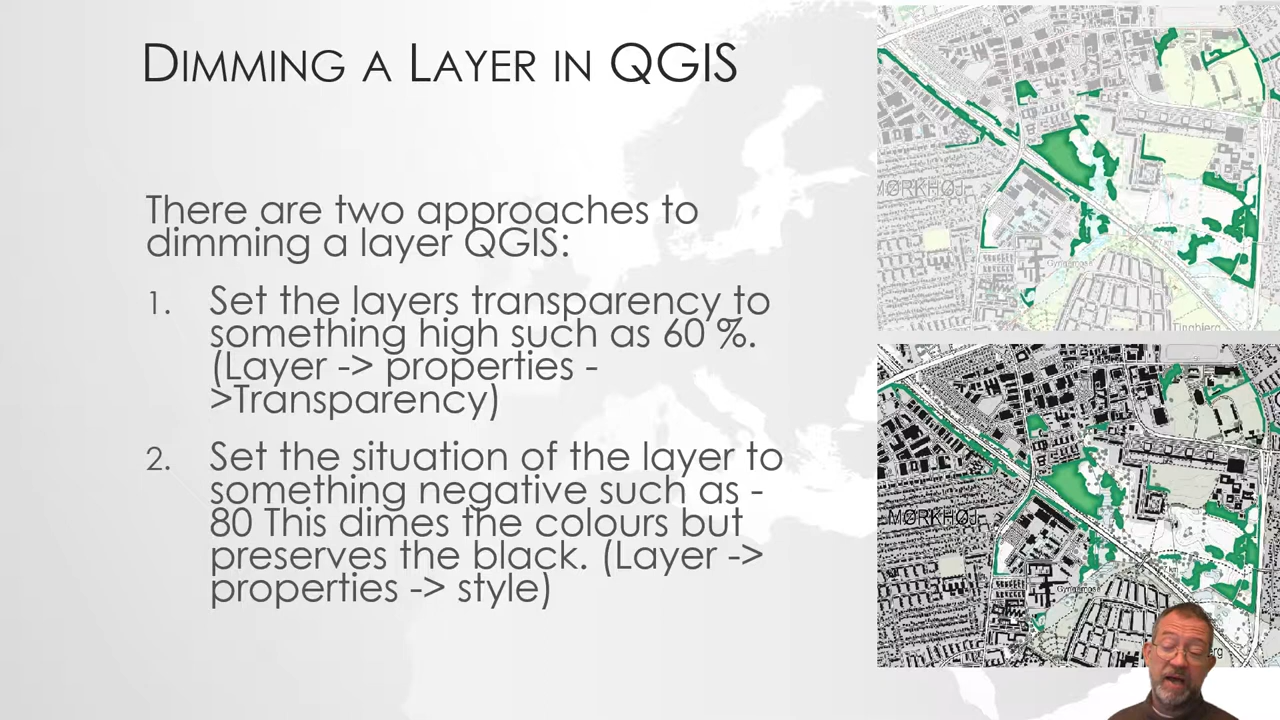 DIMMING A LAYER IN QGIS
There are two approaches to
dimming a layer QGIS:
1. Set the layers transparency to
something high such as 60 %.
(Layer -> properties -
>Transparency)
2. Set the situation of the layer to
something negative such as -
80 This dimes the colours but
preserves the black. (Layer ->
properties -> style)
MØRKHØJ
Tingbjerg
MØRKHØJ